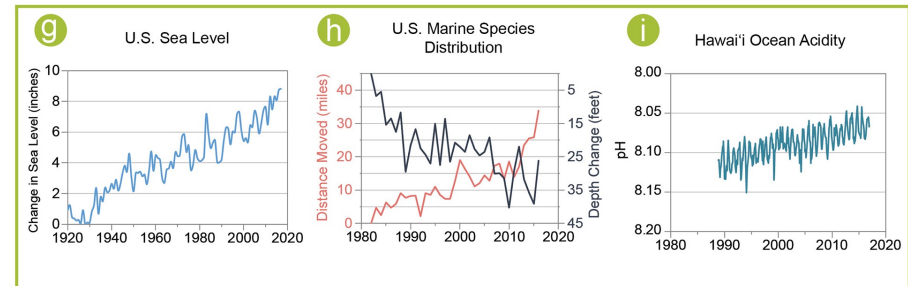 g
U.S. Sea Level
Change in Sea Level (inches)
10
8
6
4
2
0
1920 1940 1960 1980 2000 2020
h
U.S. Marine Species
Distribution
Distance Moved (miles)
40
30
20
10
0
1980 1990 2000 2010 2020
5
15
25
35
45
Depth Change (feet)
i
Hawaiʻi Ocean Acidity
pH
8.00
8.05
8.10
8.15
8.20
1980 1990 2000 2010 2020